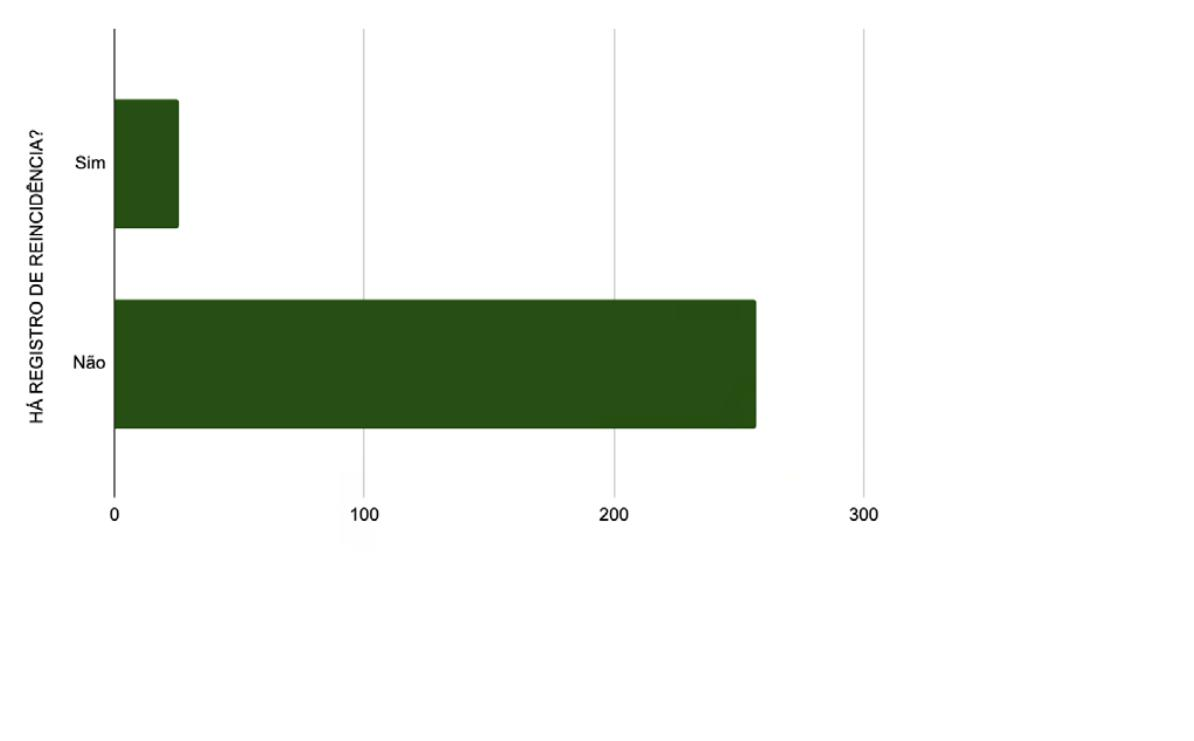 HÁ REGISTRO DE REINCIDÊNCIA?
Sim
Não
0 100 200 300